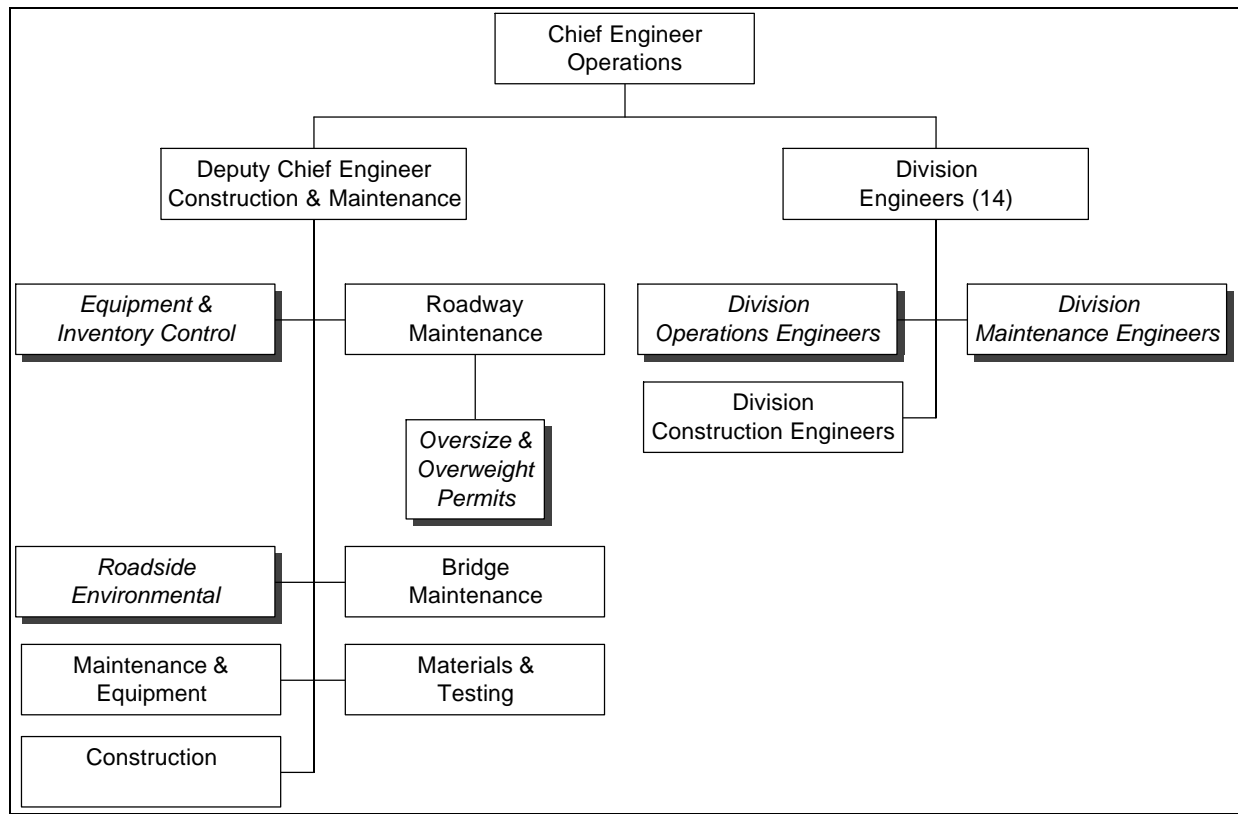 Chief Engineer
Operations
Deputy Chief Engineer
Construction & Maintenance
Division
Engineers (14)
Equipment &
Inventory Control
Roadway
Maintenance
Division
Operations Engineers
Division
Maintenance Engineers
Division
Construction Engineers
Oversize &
Overweight
Permits
Roadside
Environmental
Bridge
Maintenance
Maintenance &
Equipment
Materials &
Testing
Construction